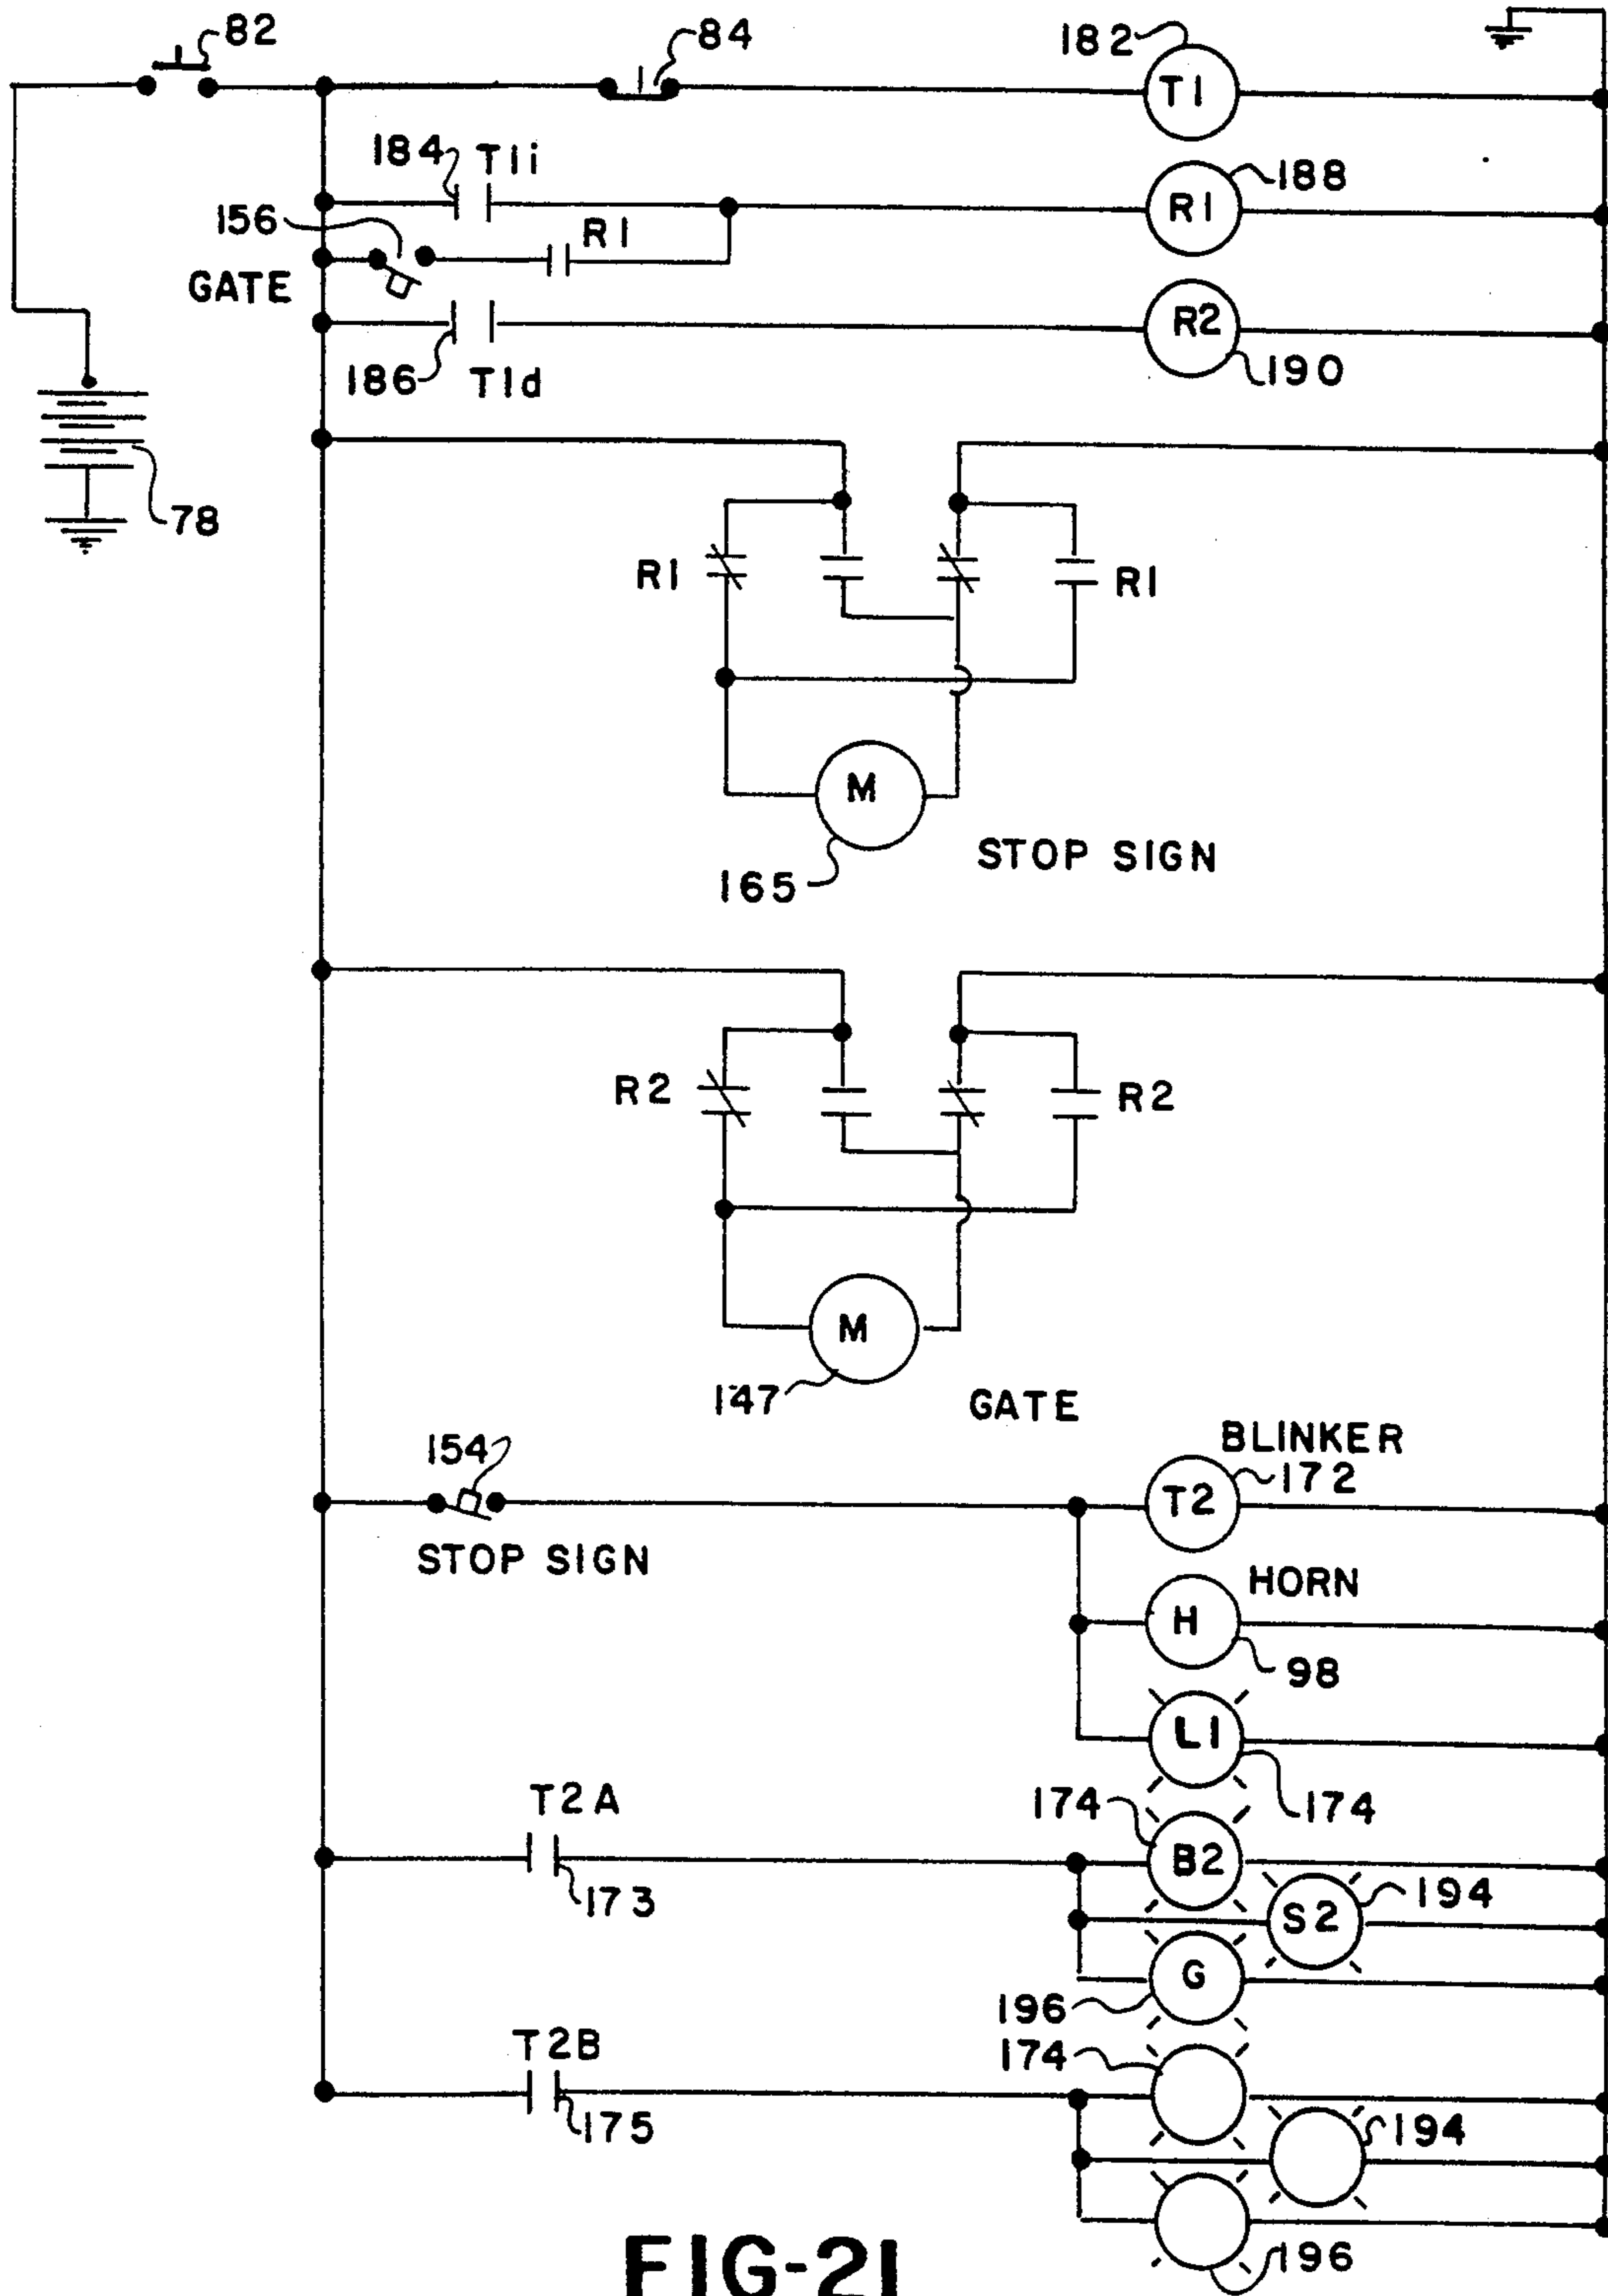 82
84
182
T1
184
T1i
188
156
R1
R1
GATE
R2
186
T1d
190
78
R1
R1
M
STOP SIGN
165
R2
R2
M
147
GATE
BLINKER
154
172
T2
STOP SIGN
HORN
H
98
L1
T2A
174
174
B2
173
194
S2
G
196
T2B
174
175
194
196
FIG-21